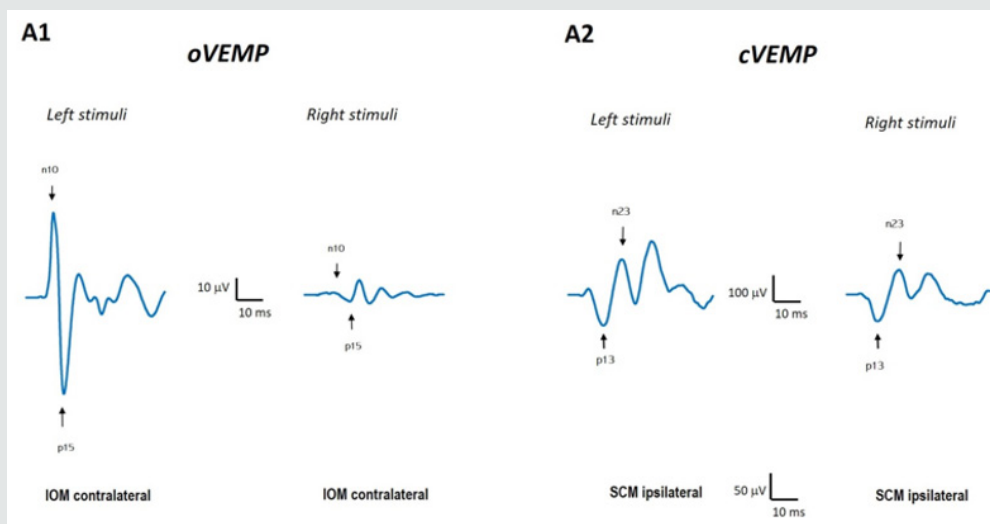 A1
oVEMP
Left stimuli
Right stimuli
n10
p15
n10
p15
10 µV
10 ms
IOM contralateral
IOM contralateral
A2
cVEMP
Left stimuli
Right stimuli
n23
p13
n23
p13
100 µV
10 ms
SCM ipsilateral
50 µV
10 ms
SCM ipsilateral